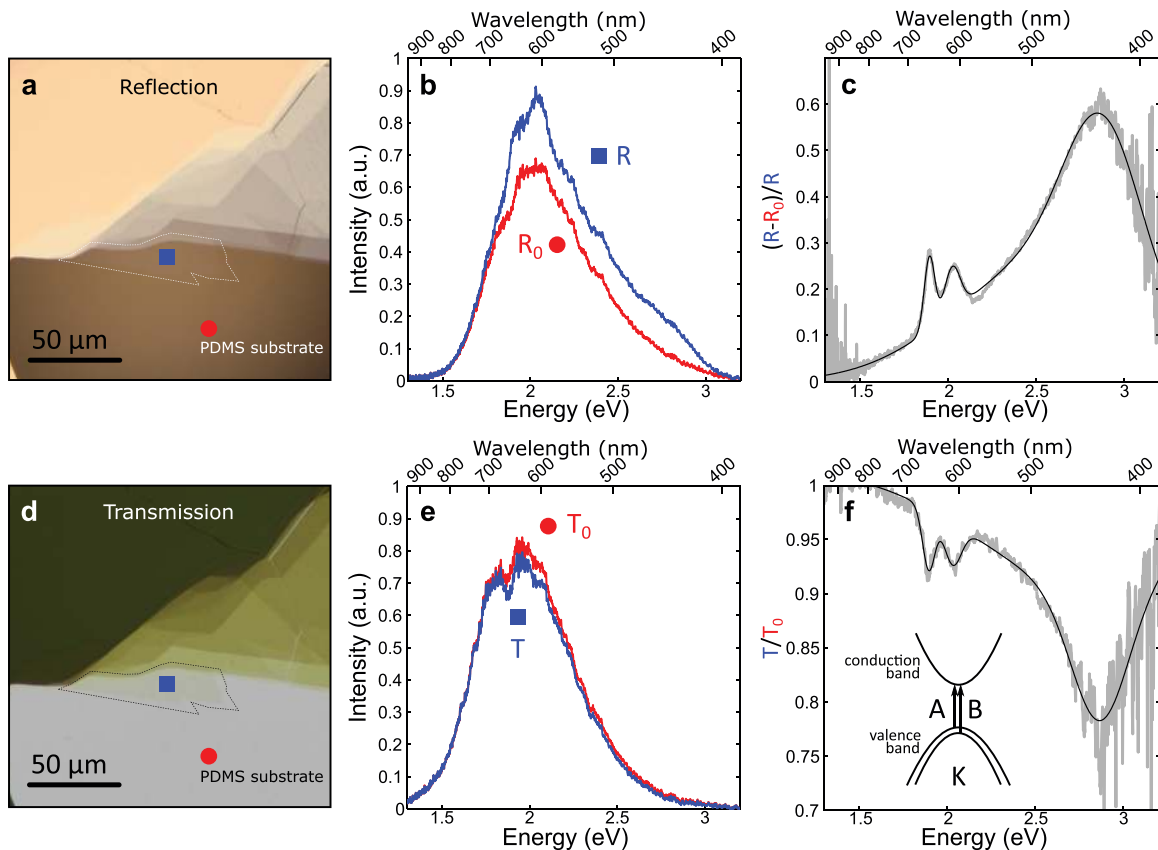 a
Reflection
50 µm
PDMS substrate
Wavelength (nm)
900 800 700 600 500 400
b
Intensity (a.u.)
1
0.9
0.8
0.7
0.6
0.5
0.4
0.3
0.2
0.1
0
R
R0
1.5 2 2.5 3
Energy (eV)
Wavelength (nm)
900 800 700 600 500 400
c
(R-R0)/R
0.6
0.5
0.4
0.3
0.2
0.1
0
1.5 2 2.5 3
Energy (eV)
d
Transmission
50 µm
PDMS substrate
Wavelength (nm)
900 800 700 600 500 400
e
Intensity (a.u.)
1
0.9
0.8
0.7
0.6
0.5
0.4
0.3
0.2
0.1
0
T0
T
1.5 2 2.5 3
Energy (eV)
Wavelength (nm)
900 800 700 600 500 400
f
T/T0
1
0.95
0.9
0.85
0.8
0.75
0.7
conduction
band
A B
valence
band
K
1.5 2 2.5 3
Energy (eV)